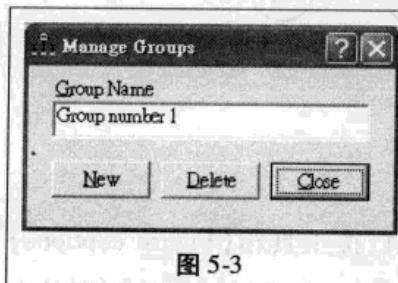 Manage Groups
Group Name
Group number 1
New Delete Close
图 5-3